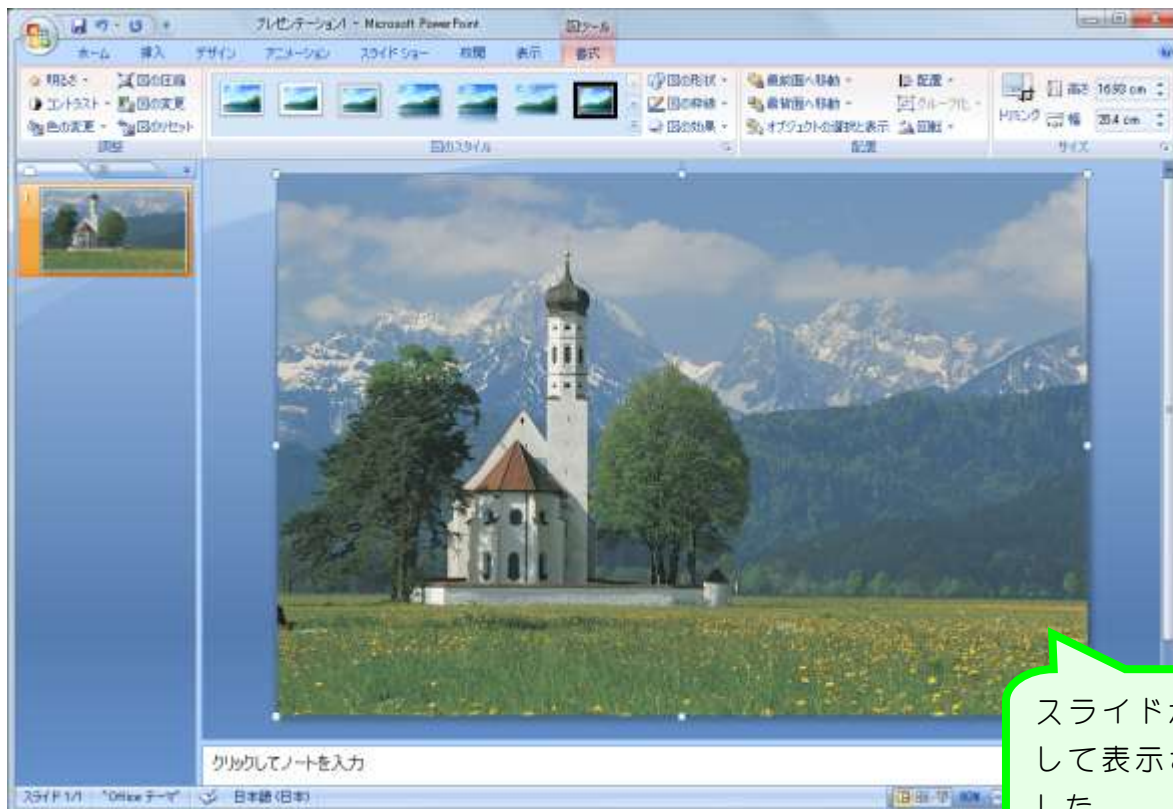 プレゼンテーション1 - Microsoft PowerPoint
図ツール
ホーム 挿入 デザイン アニメーション スライド ショー 校閲 表示 書式
明るさ 図の圧縮 図の形状 最前面へ移動 配置 高さ 16.93 cm
コントラスト 図の変更 図の枠線 最背面へ移動 グループ化 トリミング 幅 25.4 cm
色の変更 図のリセット 図の効果 オブジェクトの選択と表示 回転
調整 図のスタイル 配置 サイズ
1
スライドが
して表示さ
した
クリックしてノートを入力
スライド 1/1 "Office テーマ" 日本語 (日本)